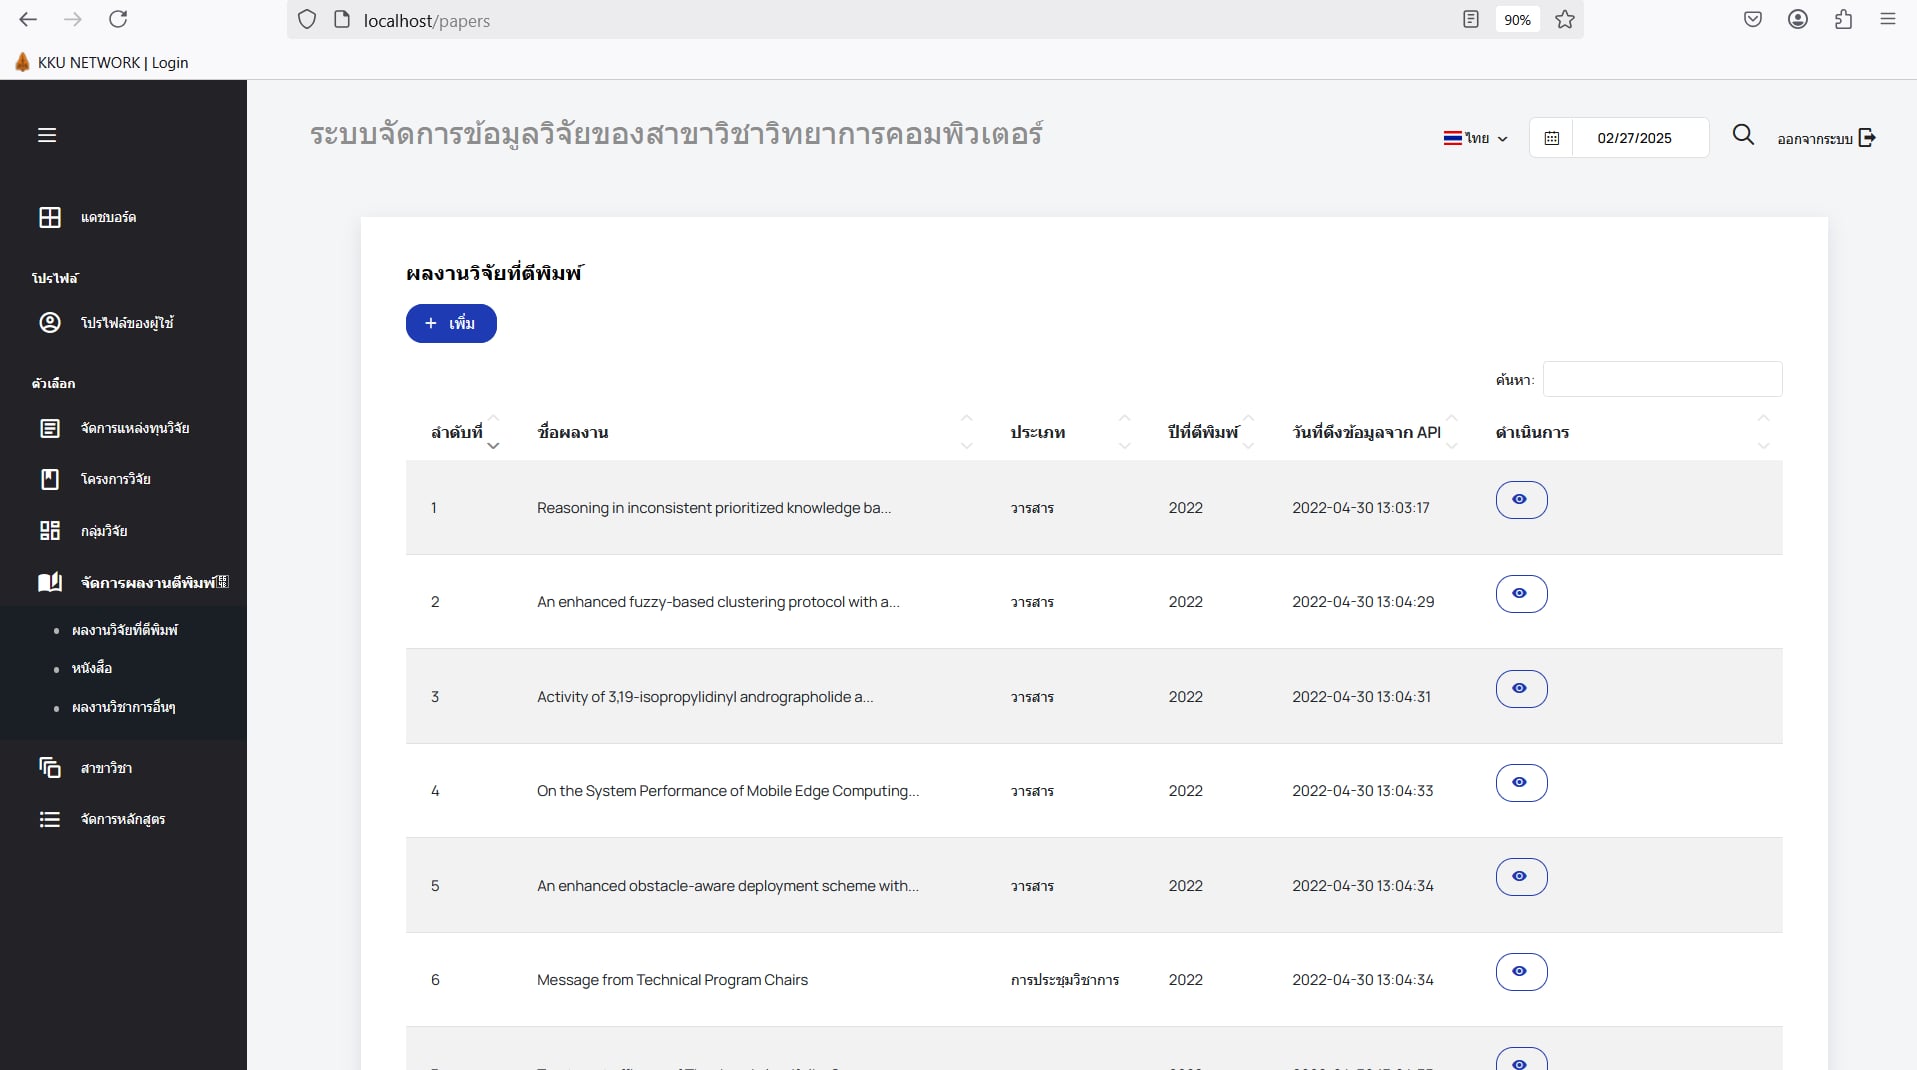 localhost/papers
90%
KKU NETWORK | Login
ระบบจัดการข้อมูลวิจัยของสาขาวิชาวิทยาการคอมพิวเตอร์
ไทย
02/27/2025
ออกจากระบบ
แดชบอร์ด
โปรไฟล์
โปรไฟล์ของผู้ใช้
ตัวเลือก
จัดการแหล่งทุนวิจัย
โครงการวิจัย
กลุ่มวิจัย
จัดการผลงานตีพิมพ์
ผลงานวิจัยที่ตีพิมพ์
หนังสือ
ผลงานวิชาการอื่นๆ
สาขาวิชา
จัดการหลักสูตร
ผลงานวิจัยที่ตีพิมพ์
+ เพิ่ม
ค้นหา:
ลำดับที่ ชื่อผลงาน ประเภท ปีที่ตีพิมพ์ วันที่ดึงข้อมูลจาก API ดำเนินการ
1 Reasoning in inconsistent prioritized knowledge ba... วารสาร 2022 2022-04-30 13:03:17
2 An enhanced fuzzy-based clustering protocol with a... วารสาร 2022 2022-04-30 13:04:29
3 Activity of 3,19-isopropylidinyl andrographolide a... วารสาร 2022 2022-04-30 13:04:31
4 On the System Performance of Mobile Edge Computing... วารสาร 2022 2022-04-30 13:04:33
5 An enhanced obstacle-aware deployment scheme with... วารสาร 2022 2022-04-30 13:04:34
6 Message from Technical Program Chairs การประชุมวิชาการ 2022 2022-04-30 13:04:34